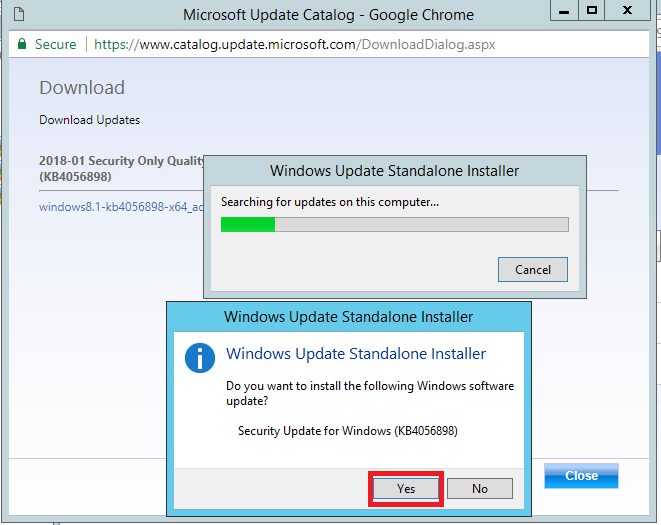 Microsoft Update Catalog - Google Chrome
Secure
https://www.catalog.update.microsoft.com/DownloadDialog.aspx
Download
Download Updates
2018-01 Security Only Quality
(KB4056898)
windows8.1-kb4056898-x64_
Windows Update Standalone Installer
Searching for updates on this computer...
Cancel
Windows Update Standalone Installer
Windows Update Standalone Installer
Do you want to install the following Windows software
update?
Security Update for Windows (KB4056898)
Yes
No
Close